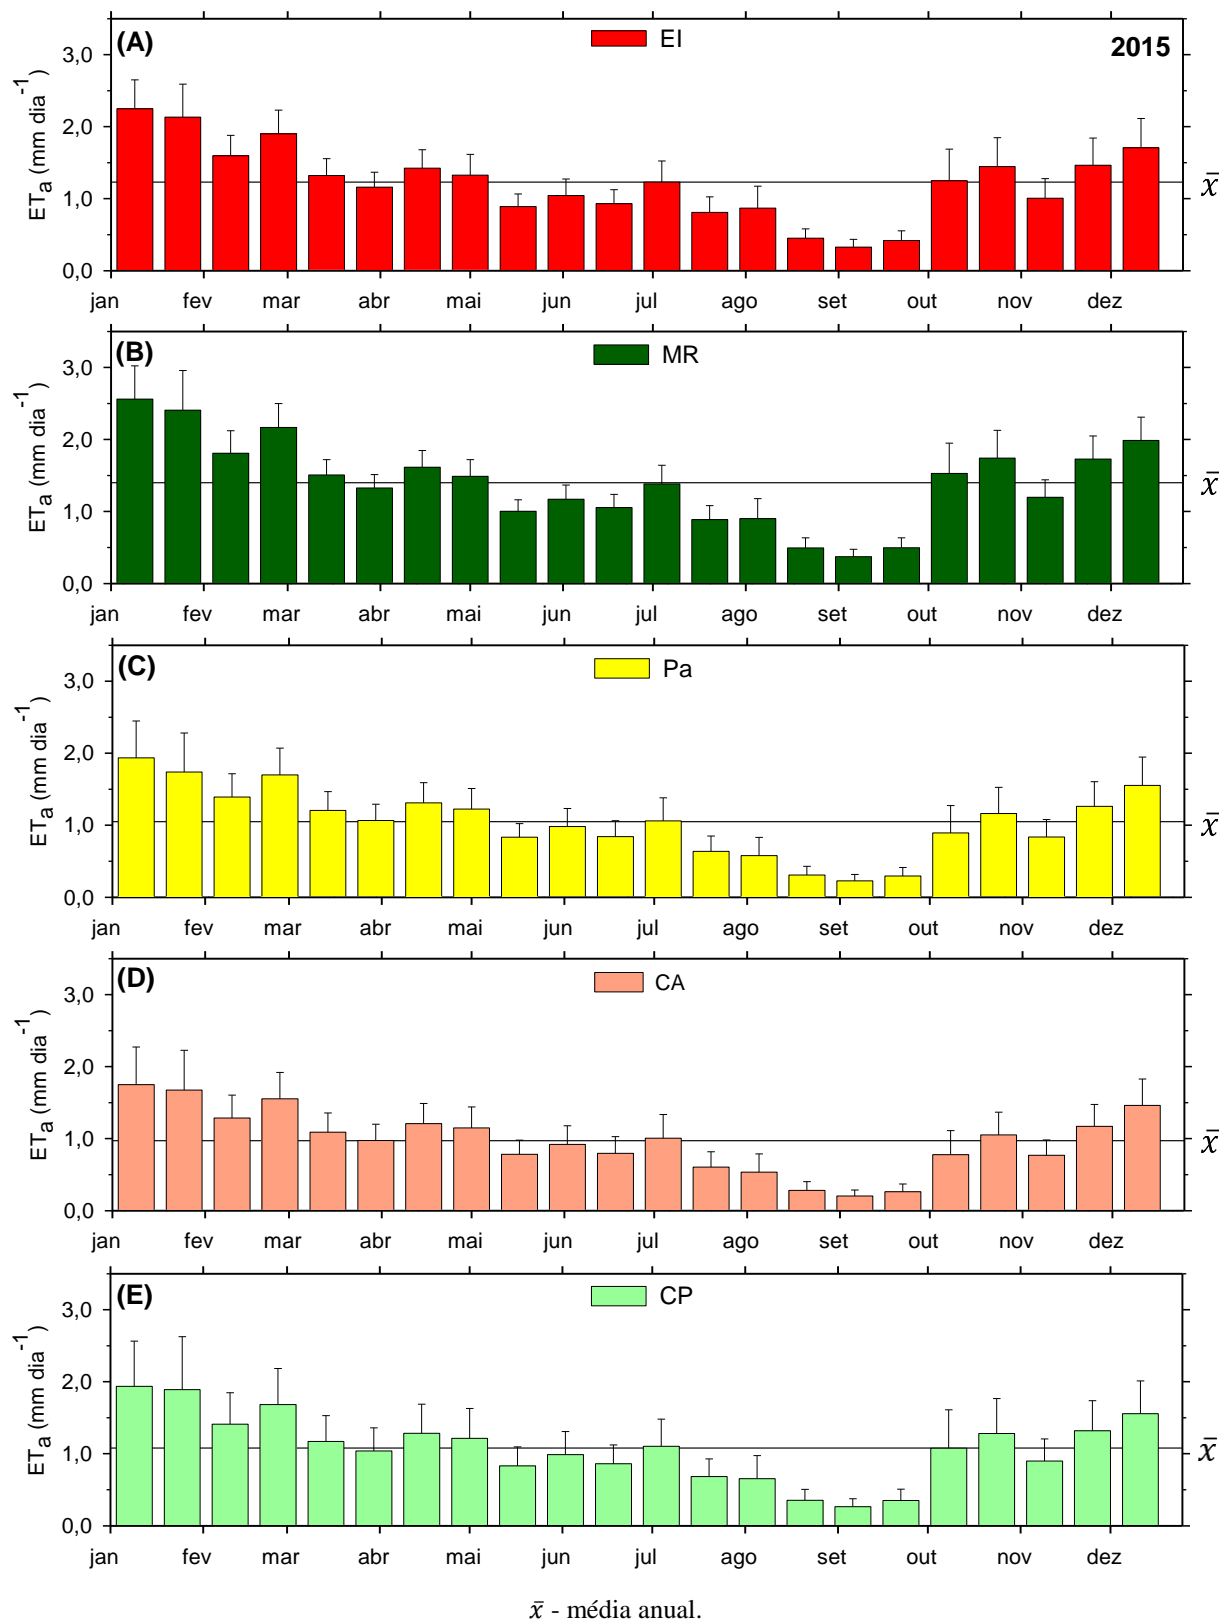 (A) EI 2015
ETa (mm dia-1)
3,0
2,0
1,0
0,0
x̄
jan fev mar abr mai jun jul ago set out nov dez
(B) MR
ETa (mm dia-1)
3,0
2,0
1,0
0,0
x̄
jan fev mar abr mai jun jul ago set out nov dez
(C) Pa
ETa (mm dia-1)
3,0
2,0
1,0
0,0
x̄
jan fev mar abr mai jun jul ago set out nov dez
(D) CA
ETa (mm dia-1)
3,0
2,0
1,0
0,0
x̄
jan fev mar abr mai jun jul ago set out nov dez
(E) CP
ETa (mm dia-1)
3,0
2,0
1,0
0,0
x̄
jan fev mar abr mai jun jul ago set out nov dez
x̄ - média anual.